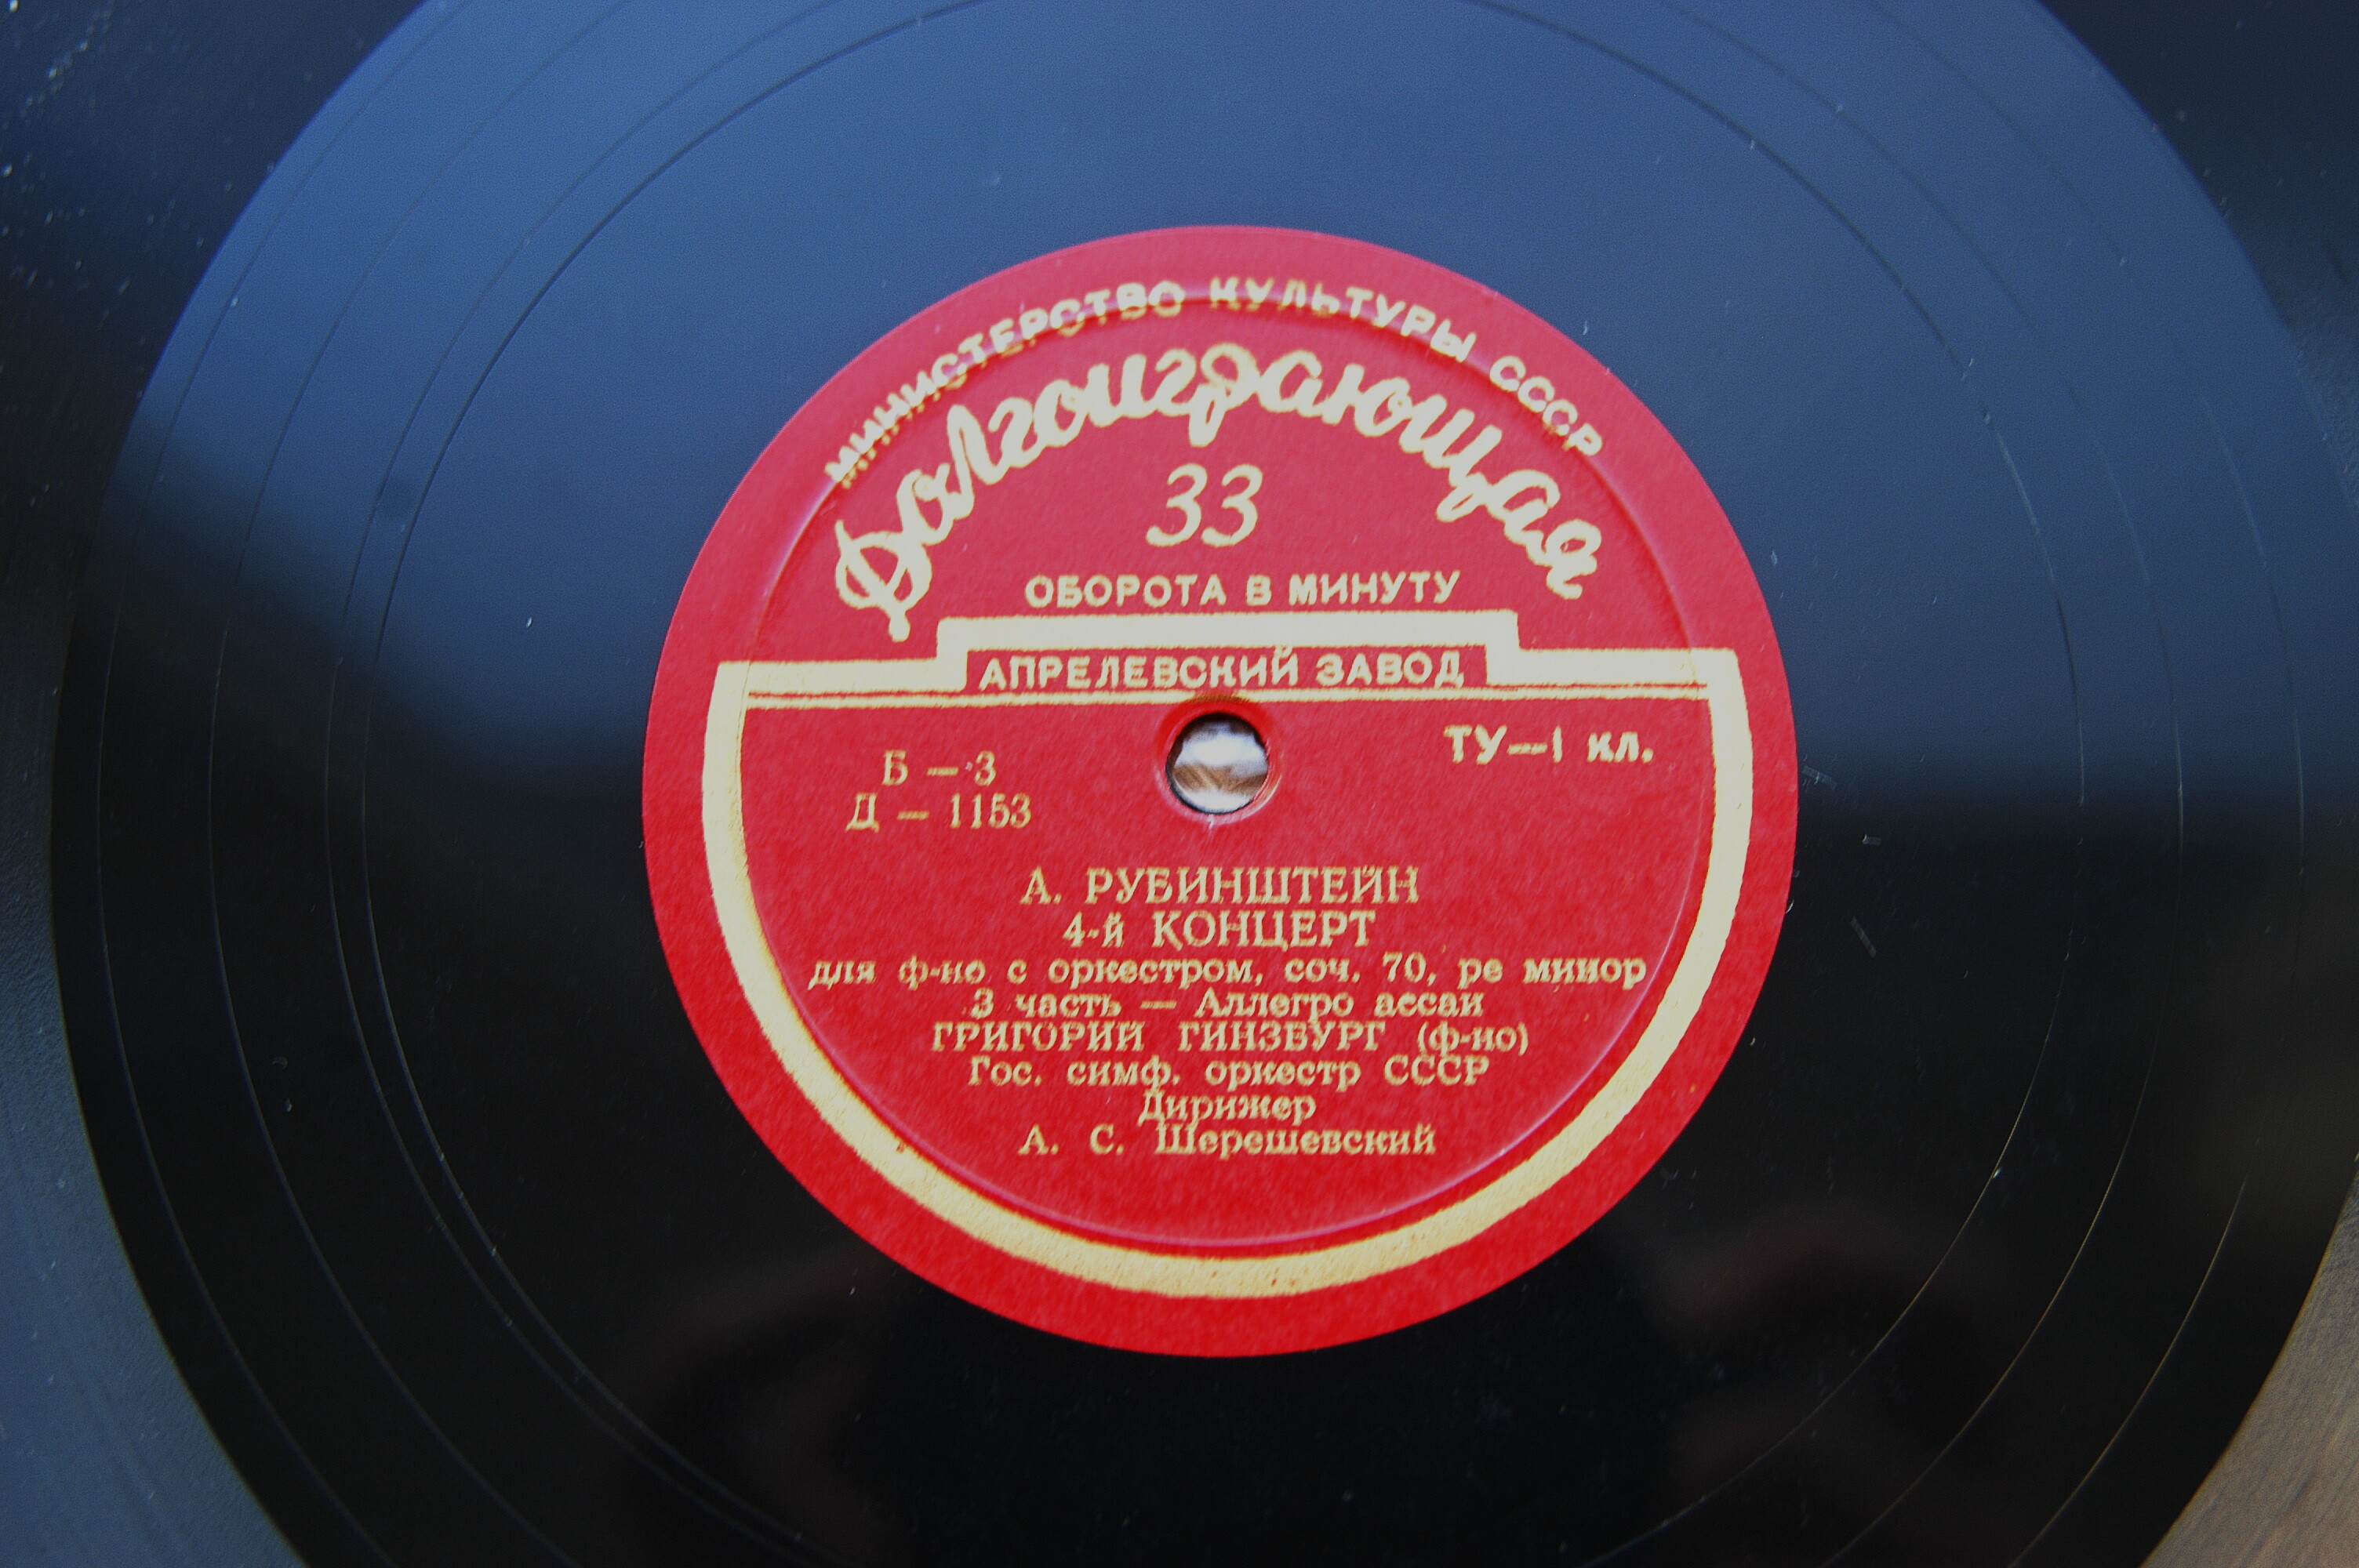 МИНИСТЕРСТВО КУЛЬТУРЫ СССР
Долгоиграющая
33
ОБОРОТА В МИНУТУ
АПРЕЛЕВСКИЙ ЗАВОД
ТУ—1 кл.
Б — 3
Д — 1153
А. РУБИНШТЕЙН
4-й КОНЦЕРТ
для ф-но с оркестром, соч. 70, ре минор
3 часть — Аллегро ассаи
ГРИГОРИЙ ГИНЗБУРГ (ф-но)
Гос. симф. оркестр СССР
Дирижер
А. С. Шерешевский